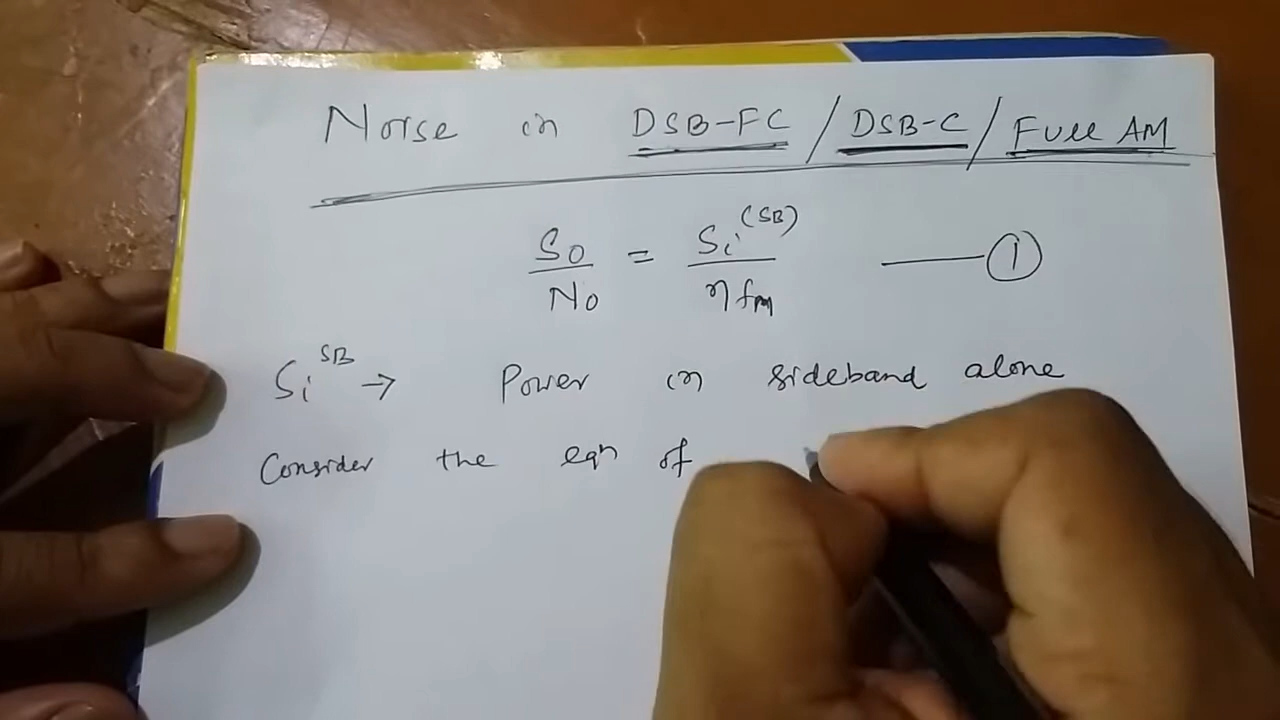 Noise in DSB-FC / DSB-C / Full AM
So/No = Si(SB)/ηfm — ①
Si SB → Power in sideband alone
Consider the eqn of